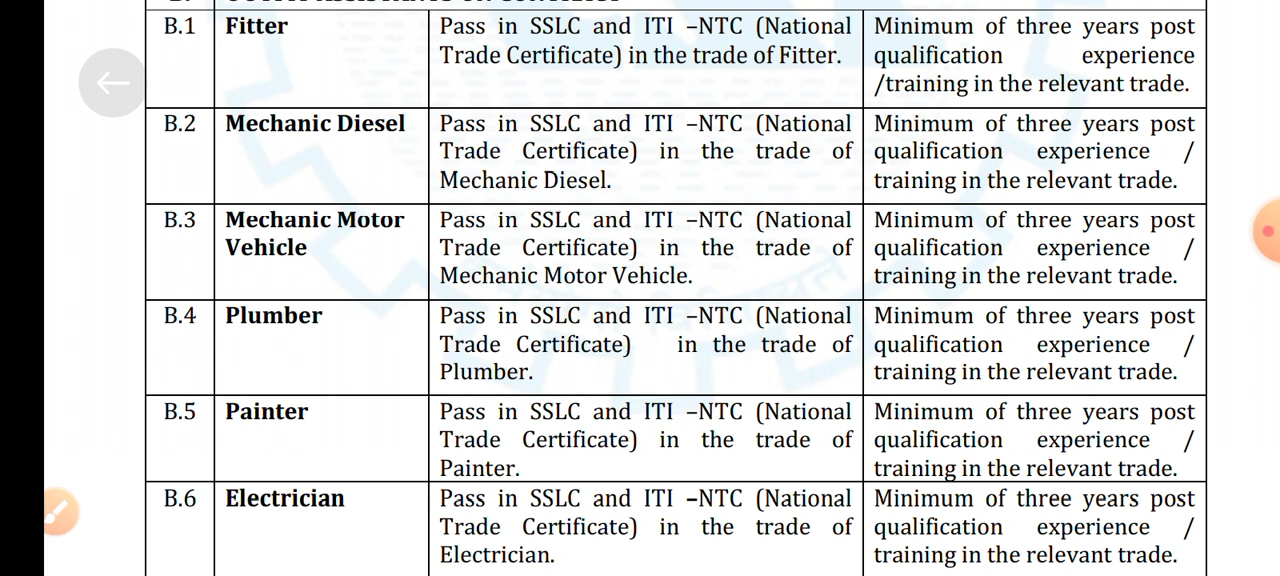 B.1 Fitter Pass in SSLC and ITI –NTC (National Minimum of three years post
Trade Certificate) in the trade of Fitter. qualification experience
/training in the relevant trade.
B.2 Mechanic Diesel Pass in SSLC and ITI –NTC (National Minimum of three years post
Trade Certificate) in the trade of qualification experience /
Mechanic Diesel. training in the relevant trade.
B.3 Mechanic Motor Pass in SSLC and ITI –NTC (National Minimum of three years post
Vehicle Trade Certificate) in the trade of qualification experience /
Mechanic Motor Vehicle. training in the relevant trade.
B.4 Plumber Pass in SSLC and ITI –NTC (National Minimum of three years post
Trade Certificate) in the trade of qualification experience /
Plumber. training in the relevant trade.
B.5 Painter Pass in SSLC and ITI –NTC (National Minimum of three years post
Trade Certificate) in the trade of qualification experience /
Painter. training in the relevant trade.
B.6 Electrician Pass in SSLC and ITI –NTC (National Minimum of three years post
Trade Certificate) in the trade of qualification experience /
Electrician. training in the relevant trade.